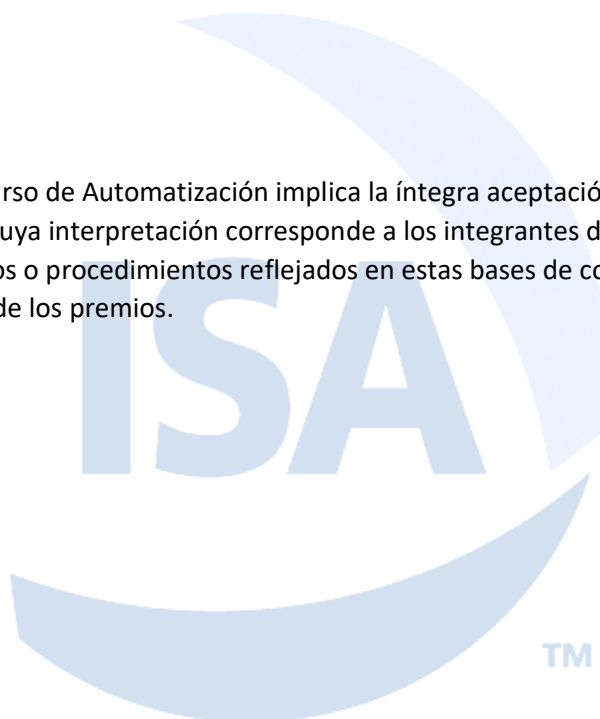 rso de Automatización implica la íntegra aceptació
uya interpretación corresponde a los integrantes d
os o procedimientos reflejados en estas bases de co
de los premios.
ISA
TM